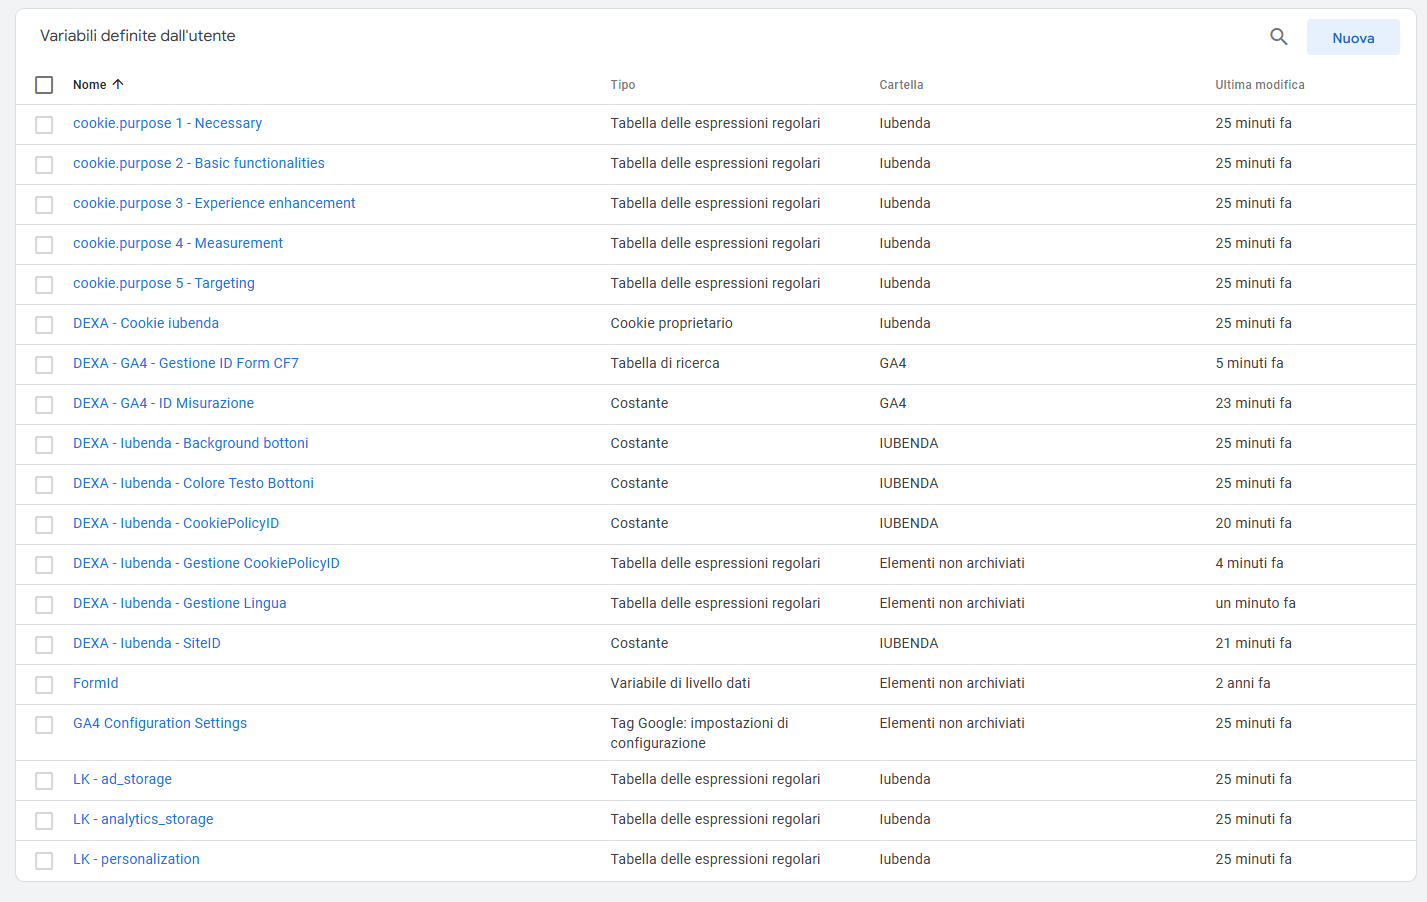 Variabili definite dall'utente
Nuova
Nome Tipo Cartella Ultima modifica
cookie.purpose 1 - Necessary Tabella delle espressioni regolari Iubenda 25 minuti fa
cookie.purpose 2 - Basic functionalities Tabella delle espressioni regolari Iubenda 25 minuti fa
cookie.purpose 3 - Experience enhancement Tabella delle espressioni regolari Iubenda 25 minuti fa
cookie.purpose 4 - Measurement Tabella delle espressioni regolari Iubenda 25 minuti fa
cookie.purpose 5 - Targeting Tabella delle espressioni regolari Iubenda 25 minuti fa
DEXA - Cookie iubenda Cookie proprietario Iubenda 25 minuti fa
DEXA - GA4 - Gestione ID Form CF7 Tabella di ricerca GA4 5 minuti fa
DEXA - GA4 - ID Misurazione Costante GA4 23 minuti fa
DEXA - Iubenda - Background bottoni Costante IUBENDA 25 minuti fa
DEXA - Iubenda - Colore Testo Bottoni Costante IUBENDA 25 minuti fa
DEXA - Iubenda - CookiePolicyID Costante IUBENDA 20 minuti fa
DEXA - Iubenda - Gestione CookiePolicyID Tabella delle espressioni regolari Elementi non archiviati 4 minuti fa
DEXA - Iubenda - Gestione Lingua Tabella delle espressioni regolari Elementi non archiviati un minuto fa
DEXA - Iubenda - SiteID Costante IUBENDA 21 minuti fa
FormId Variabile di livello dati Elementi non archiviati 2 anni fa
GA4 Configuration Settings Tag Google: impostazioni di Elementi non archiviati 25 minuti fa
configurazione
LK - ad_storage Tabella delle espressioni regolari Iubenda 25 minuti fa
LK - analytics_storage Tabella delle espressioni regolari Iubenda 25 minuti fa
LK - personalization Tabella delle espressioni regolari Iubenda 25 minuti fa